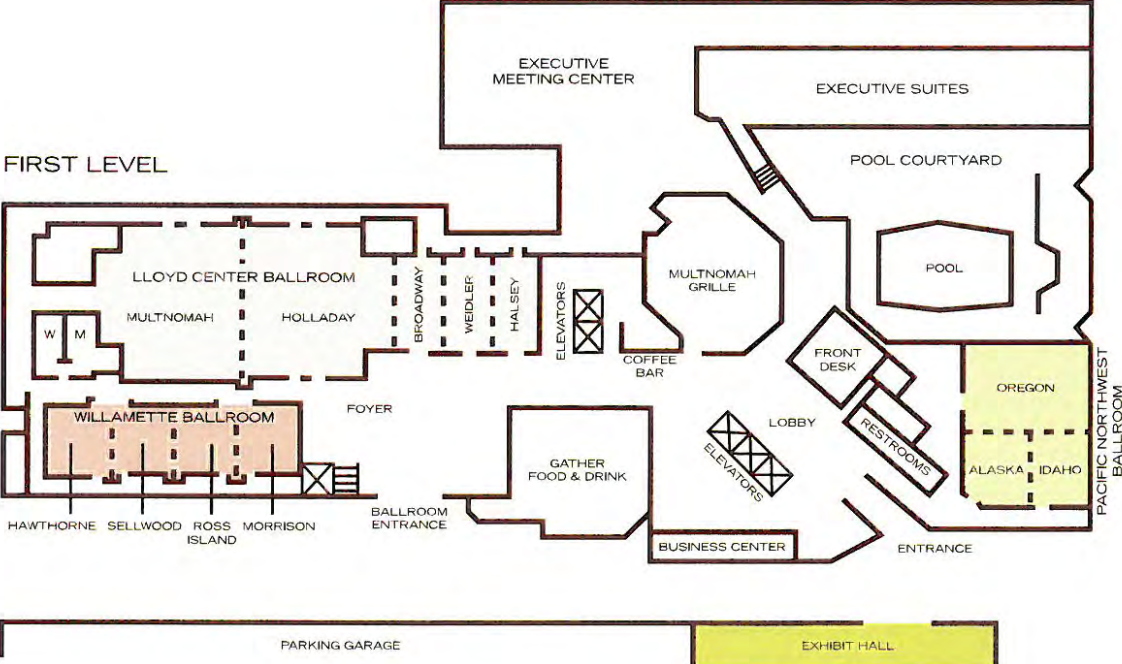 EXECUTIVE
MEETING CENTER
EXECUTIVE SUITES
FIRST LEVEL
POOL COURTYARD
LLOYD CENTER BALLROOM
MULTNOMAH
HOLLADAY
BROADWAY
WEIDLER
HALSEY
ELEVATORS
MULTNOMAH
GRILLE
POOL
W
M
COFFEE
BAR
FRONT
DESK
OREGON
PACIFIC NORTHWEST
BALLROOM
WILLAMETTE BALLROOM
FOYER
LOBBY
RESTROOMS
ELEVATORS
GATHER
FOOD & DRINK
ALASKA
IDAHO
HAWTHORNE
SELLWOOD
ROSS
ISLAND
MORRISON
BALLROOM
ENTRANCE
BUSINESS CENTER
ENTRANCE
PARKING GARAGE
EXHIBIT HALL